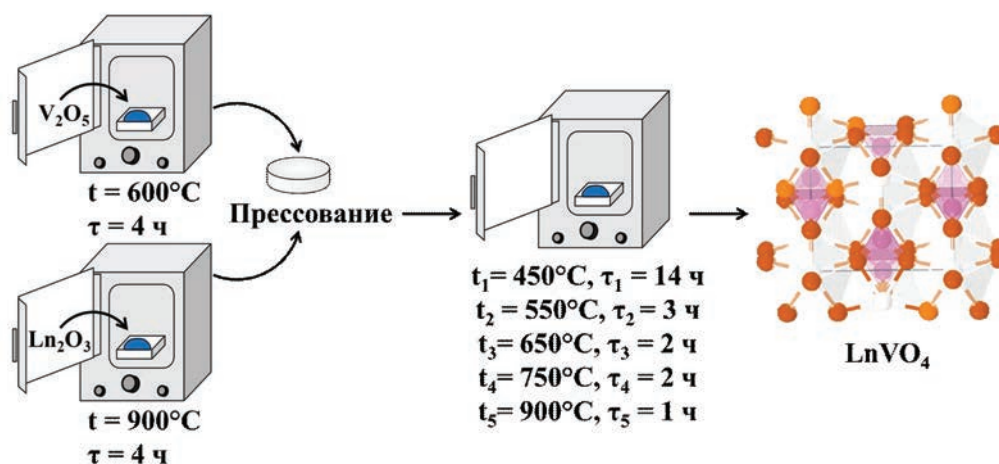 V₂O₅
t = 600°C
τ = 4 ч
Ln₂O₃
t = 900°C
τ = 4 ч
Прессование
t₁= 450°C, τ₁ = 14 ч
t₂ = 550°C, τ₂ = 3 ч
t₃= 650°C, τ₃ = 2 ч
t₄= 750°C, τ₄ = 2 ч
t₅= 900°C, τ₅ = 1 ч
LnVO₄